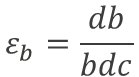 ε_b = db / bdc